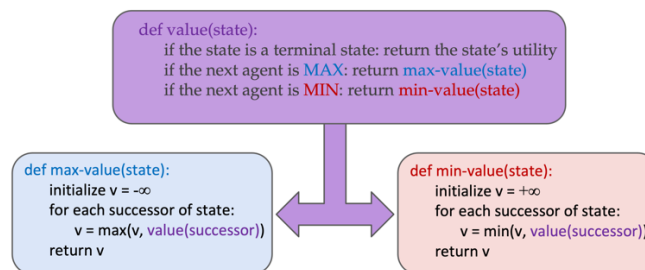 def value(state):
if the state is a terminal state: return the state's utility
if the next agent is MAX: return max-value(state)
if the next agent is MIN: return min-value(state)
def max-value(state):
initialize v = -∞
for each successor of state:
v = max(v, value(successor))
return v
def min-value(state):
initialize v = +∞
for each successor of state:
v = min(v, value(successor))
return v